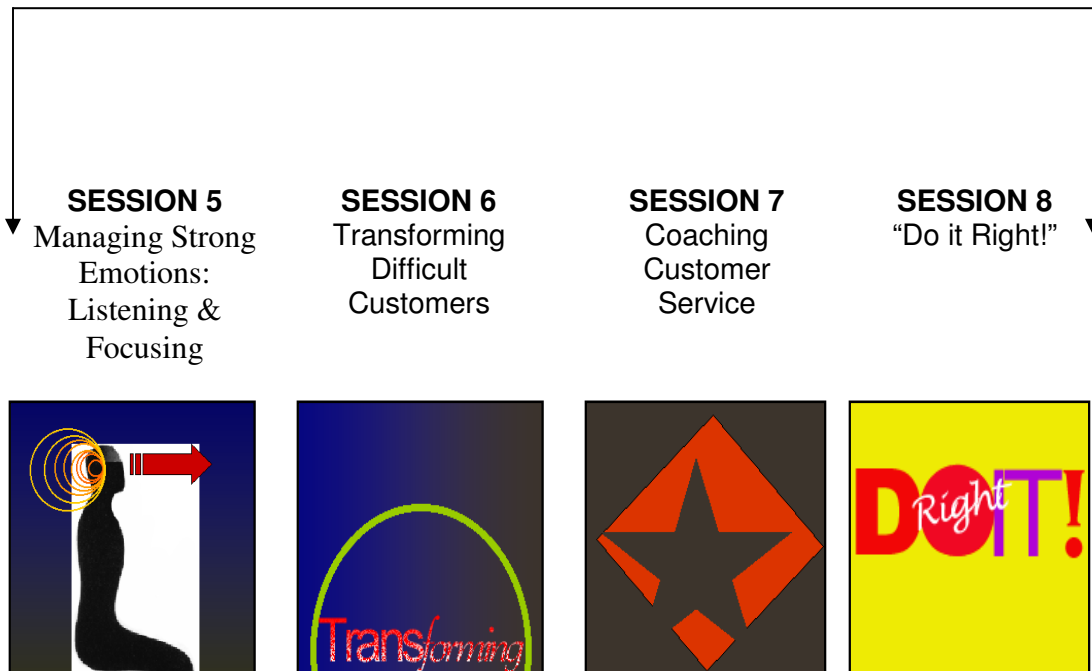 SESSION 5
Managing Strong
Emotions:
Listening &
Focusing
SESSION 6
Transforming
Difficult
Customers
SESSION 7
Coaching
Customer
Service
SESSION 8
“Do it Right!”
Transforming
DO IT!
Right